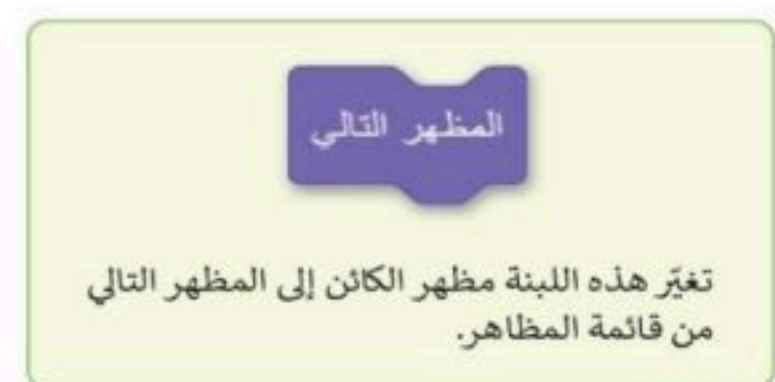 المظهر التالي
تغيّر هذه اللبنة مظهر الكائن إلى المظهر التالي
من قائمة المظاهر.